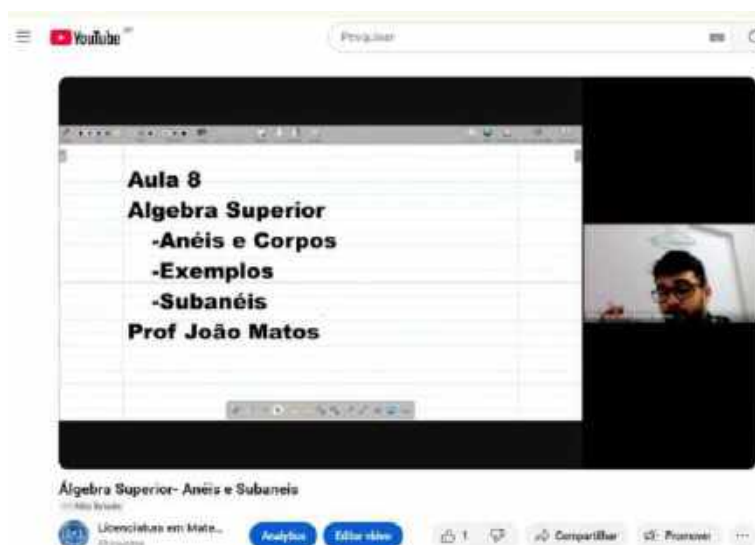 YouTube
Pesquisar
Aula 8
Algebra Superior
-Anéis e Corpos
-Exemplos
-Subanéis
Prof João Matos
Álgebra Superior- Anéis e Subaneis
Licenciatura em Mate...
Analytics
Editar vídeo
1
Compartilhar
Promover
...